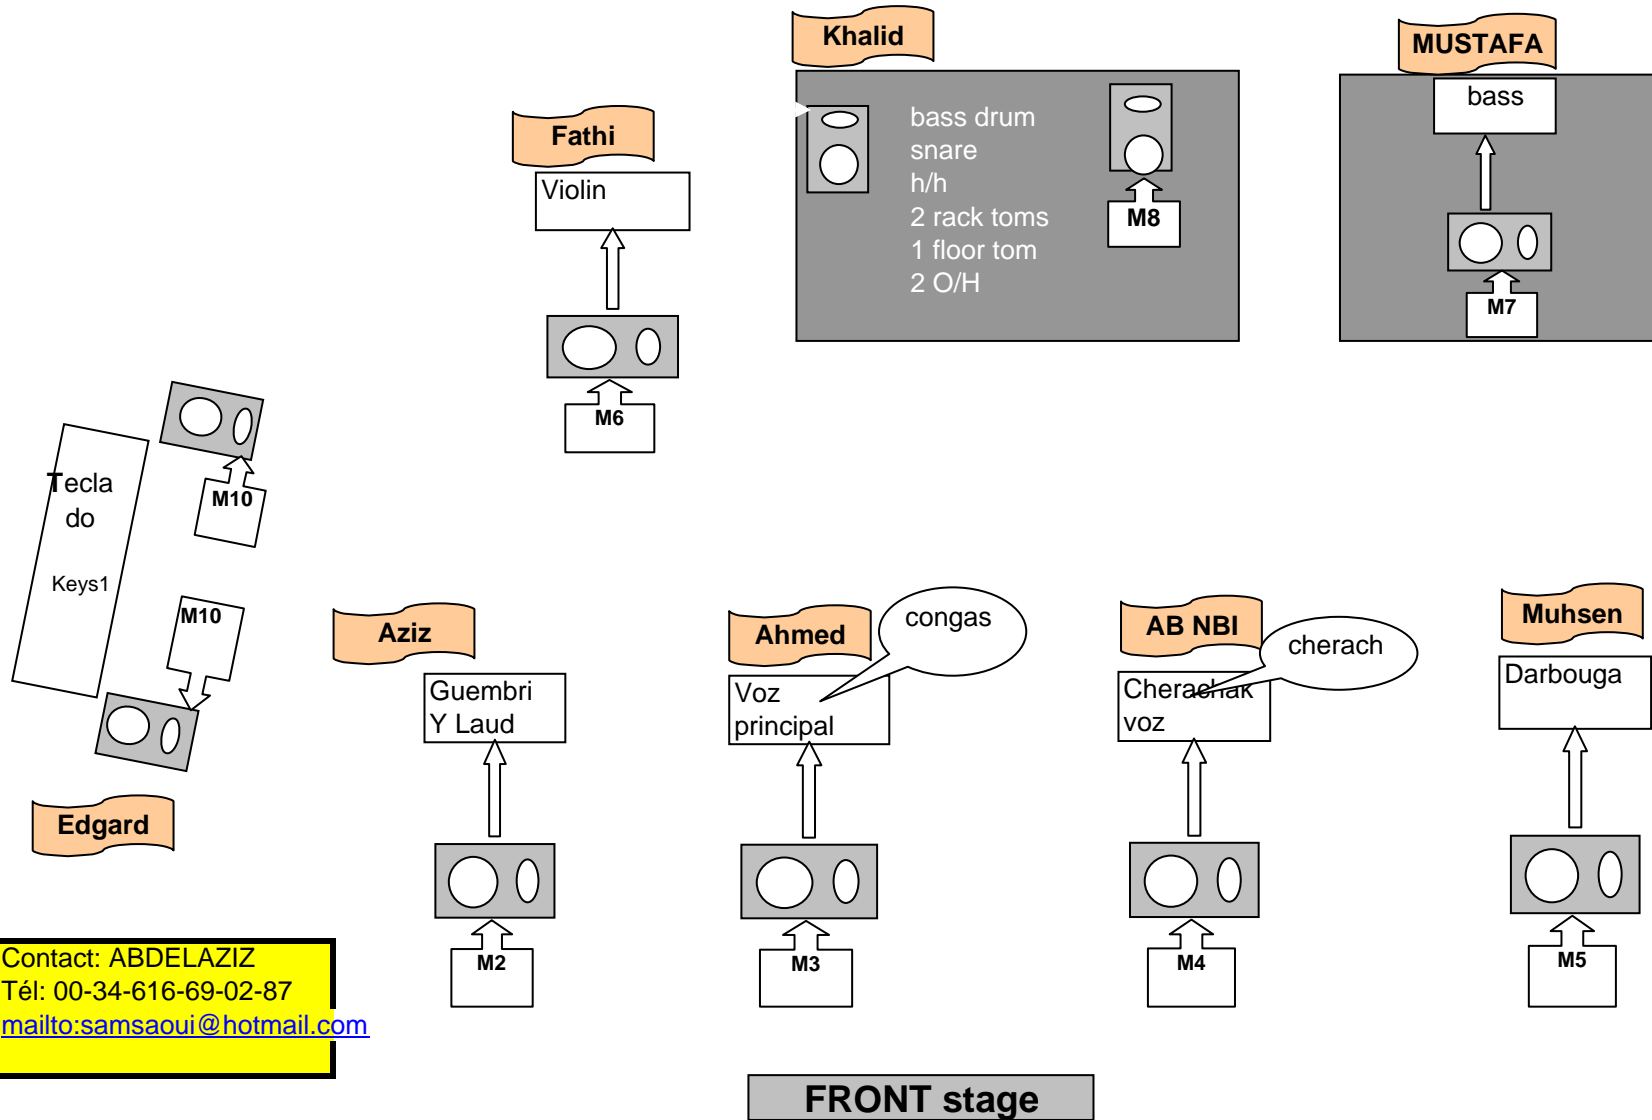 Khalid
MUSTAFA
bass
Fathi
Violin
bass drum
snare
h/h
2 rack toms
1 floor tom
2 O/H
M8
M7
M6
Tecla
do
Keys1
M10
M10
Edgard
Aziz
Guembri
Y Laud
M2
Ahmed
congas
Voz
principal
M3
AB NBI
cherach
Cherachak
voz
M4
Muhsen
Darbouga
M5
Contact: ABDELAZIZ
Tél: 00-34-616-69-02-87
mailto:samsaoui@hotmail.com
FRONT stage